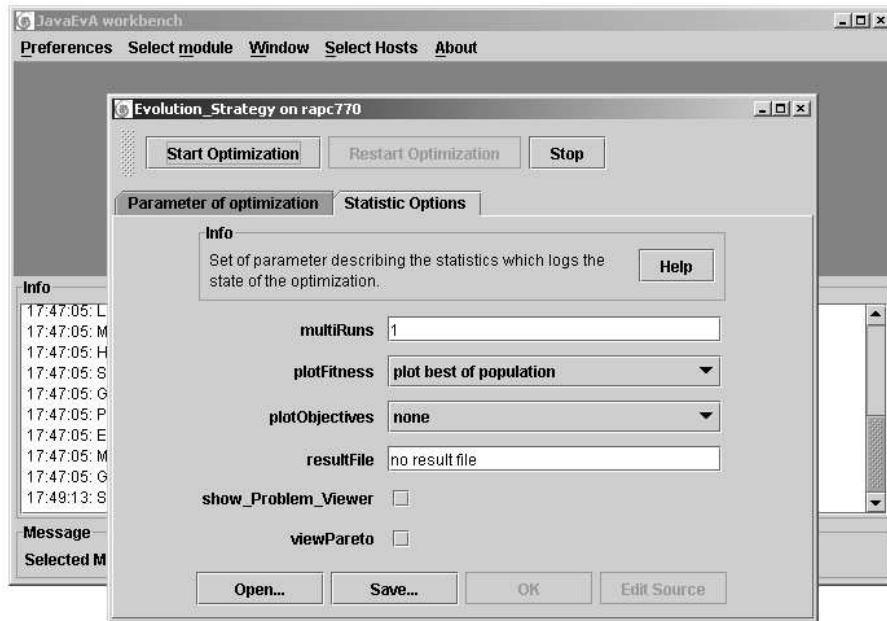 JavaEvA workbench
Preferences Select module Window Select Hosts About
Evolution_Strategy on rapc770
Start Optimization Restart Optimization Stop
Parameter of optimization Statistic Options
Info
Set of parameter describing the statistics which logs the
state of the optimization.
Help
multiRuns 1
plotFitness plot best of population
plotObjectives none
resultFile no result file
show_Problem_Viewer
viewPareto
Open... Save... OK Edit Source
Info
17:47:05: L
17:47:05: M
17:47:05: H
17:47:05: S
17:47:05: G
17:47:05: P
17:47:05: E
17:47:05: M
17:47:05: G
17:49:13: S
Message
Selected M